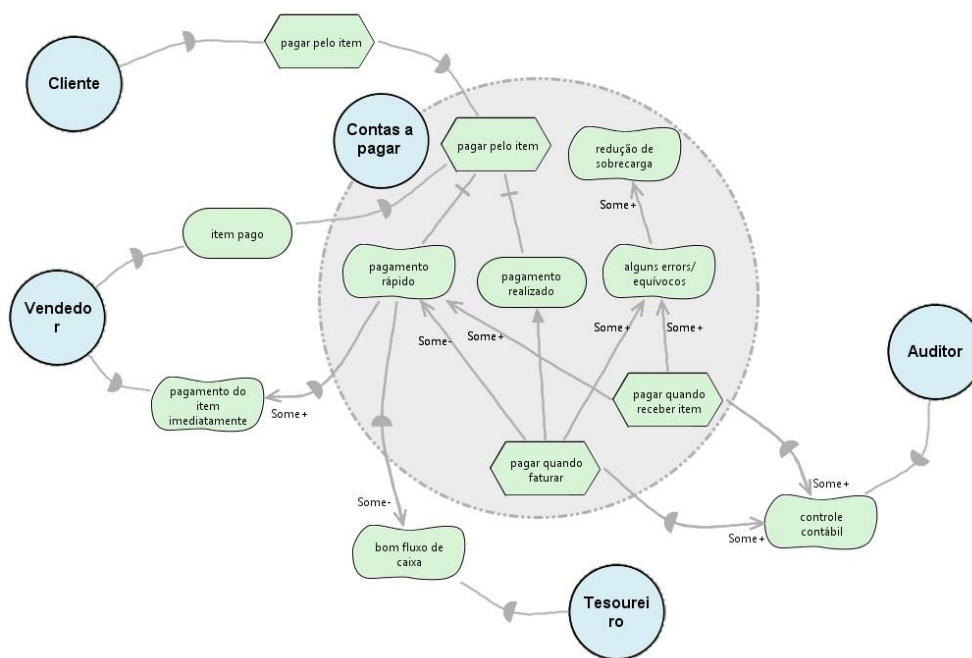 pagar pelo item
Cliente
Contas a
pagar
pagar pelo item
redução de
sobrecarga
Some+
item pago
pagamento
rápido
pagamento
realizado
alguns errors/
equívocos
Vendedo
r
Some-
Some+
Some+
Some+
Auditor
pagamento do
item
imediatamente
Some+
pagar quando
receber item
pagar quando
faturar
Some+
Some-
Some+
controle
contábil
bom fluxo de
caixa
Tesourei
ro